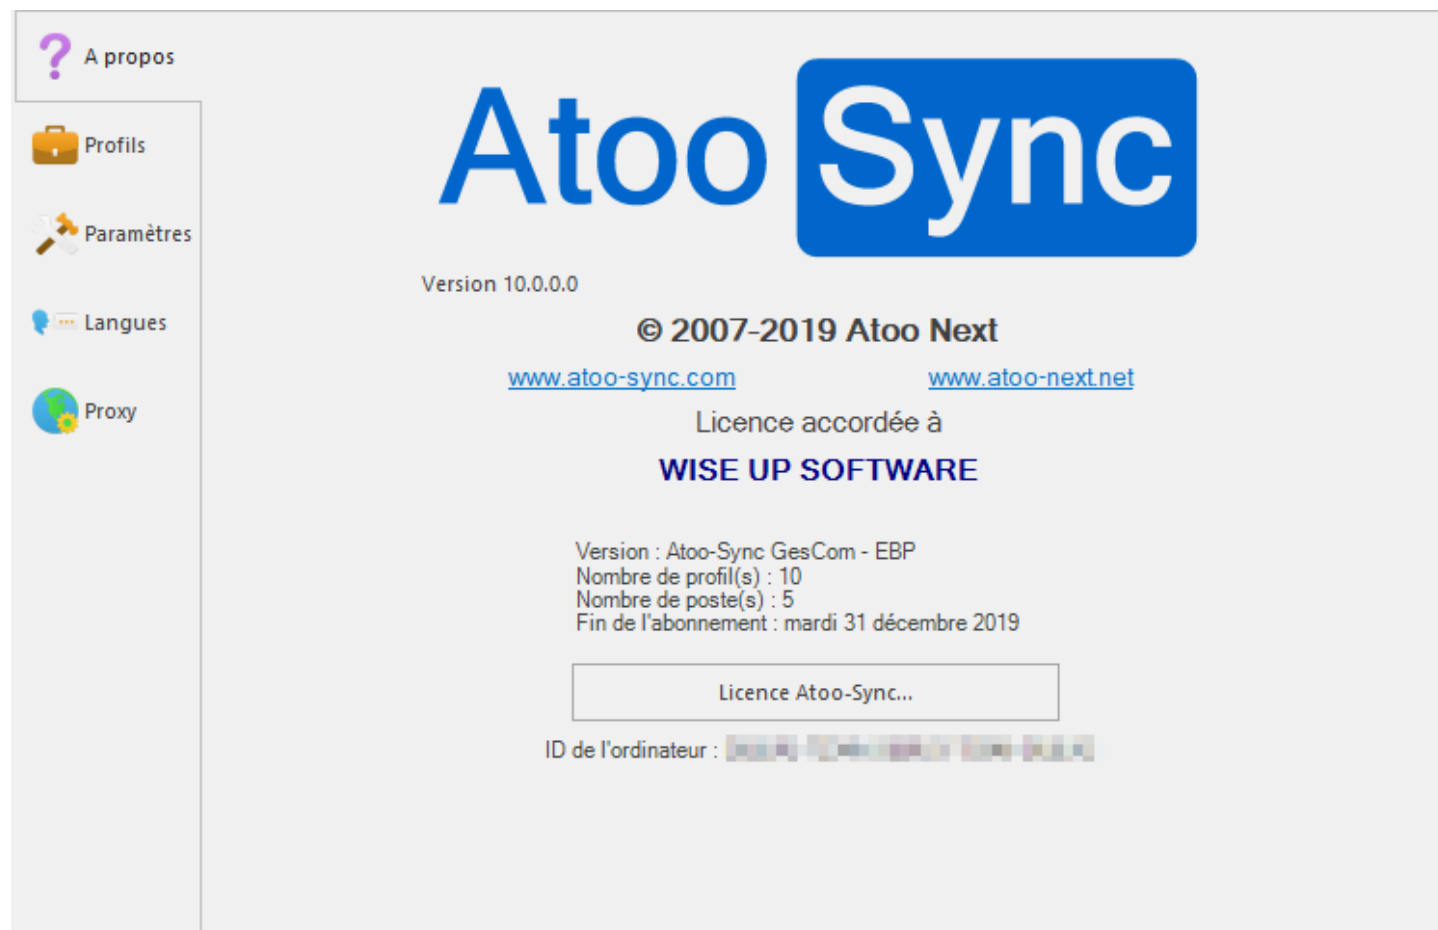 A propos
Profils
Paramètres
Langues
Proxy
Atoo Sync
Version 10.0.0.0
© 2007-2019 Atoo Next
www.atoo-sync.com www.atoo-next.net
Licence accordée à
WISE UP SOFTWARE
Version : Atoo-Sync GesCom - EBP
Nombre de profil(s) : 10
Nombre de poste(s) : 5
Fin de l'abonnement : mardi 31 décembre 2019
Licence Atoo-Sync...
ID de l'ordinateur :